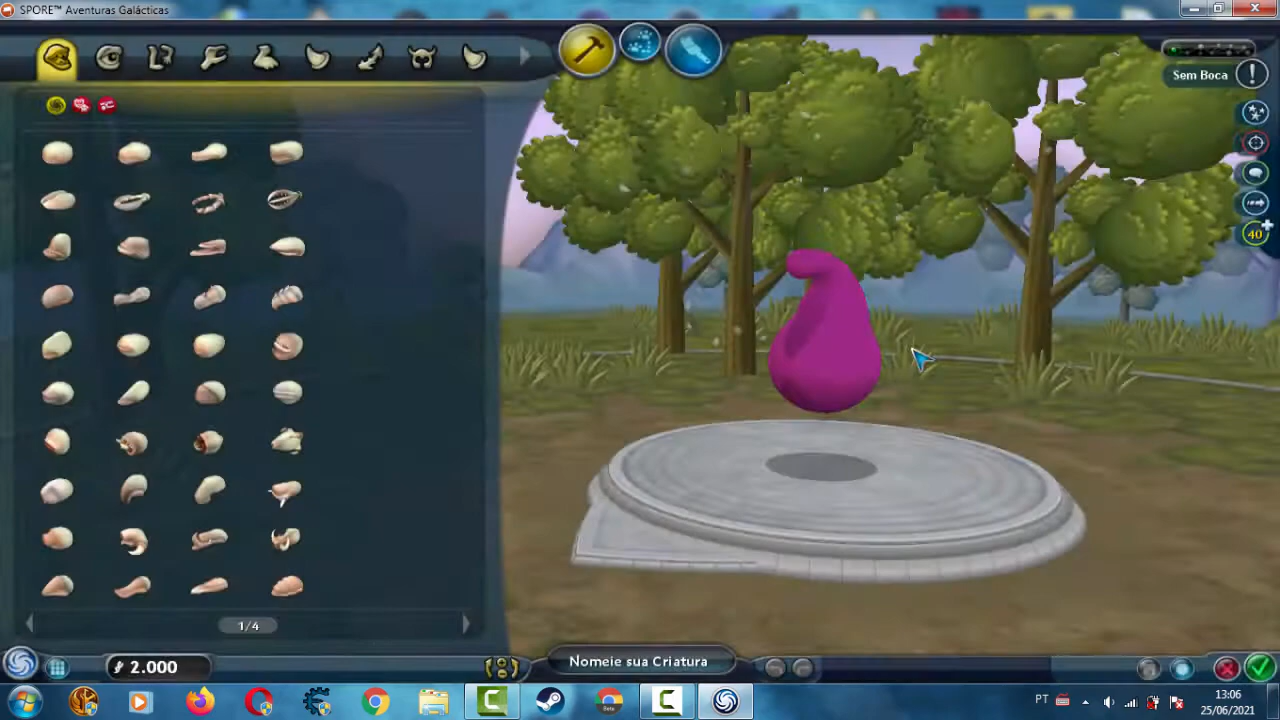 SPORE™ Aventuras Galácticas
Sem Boca
!
40
1/4
2.000
Nomeie sua Criatura
Beta
PT
13:06
25/06/2021